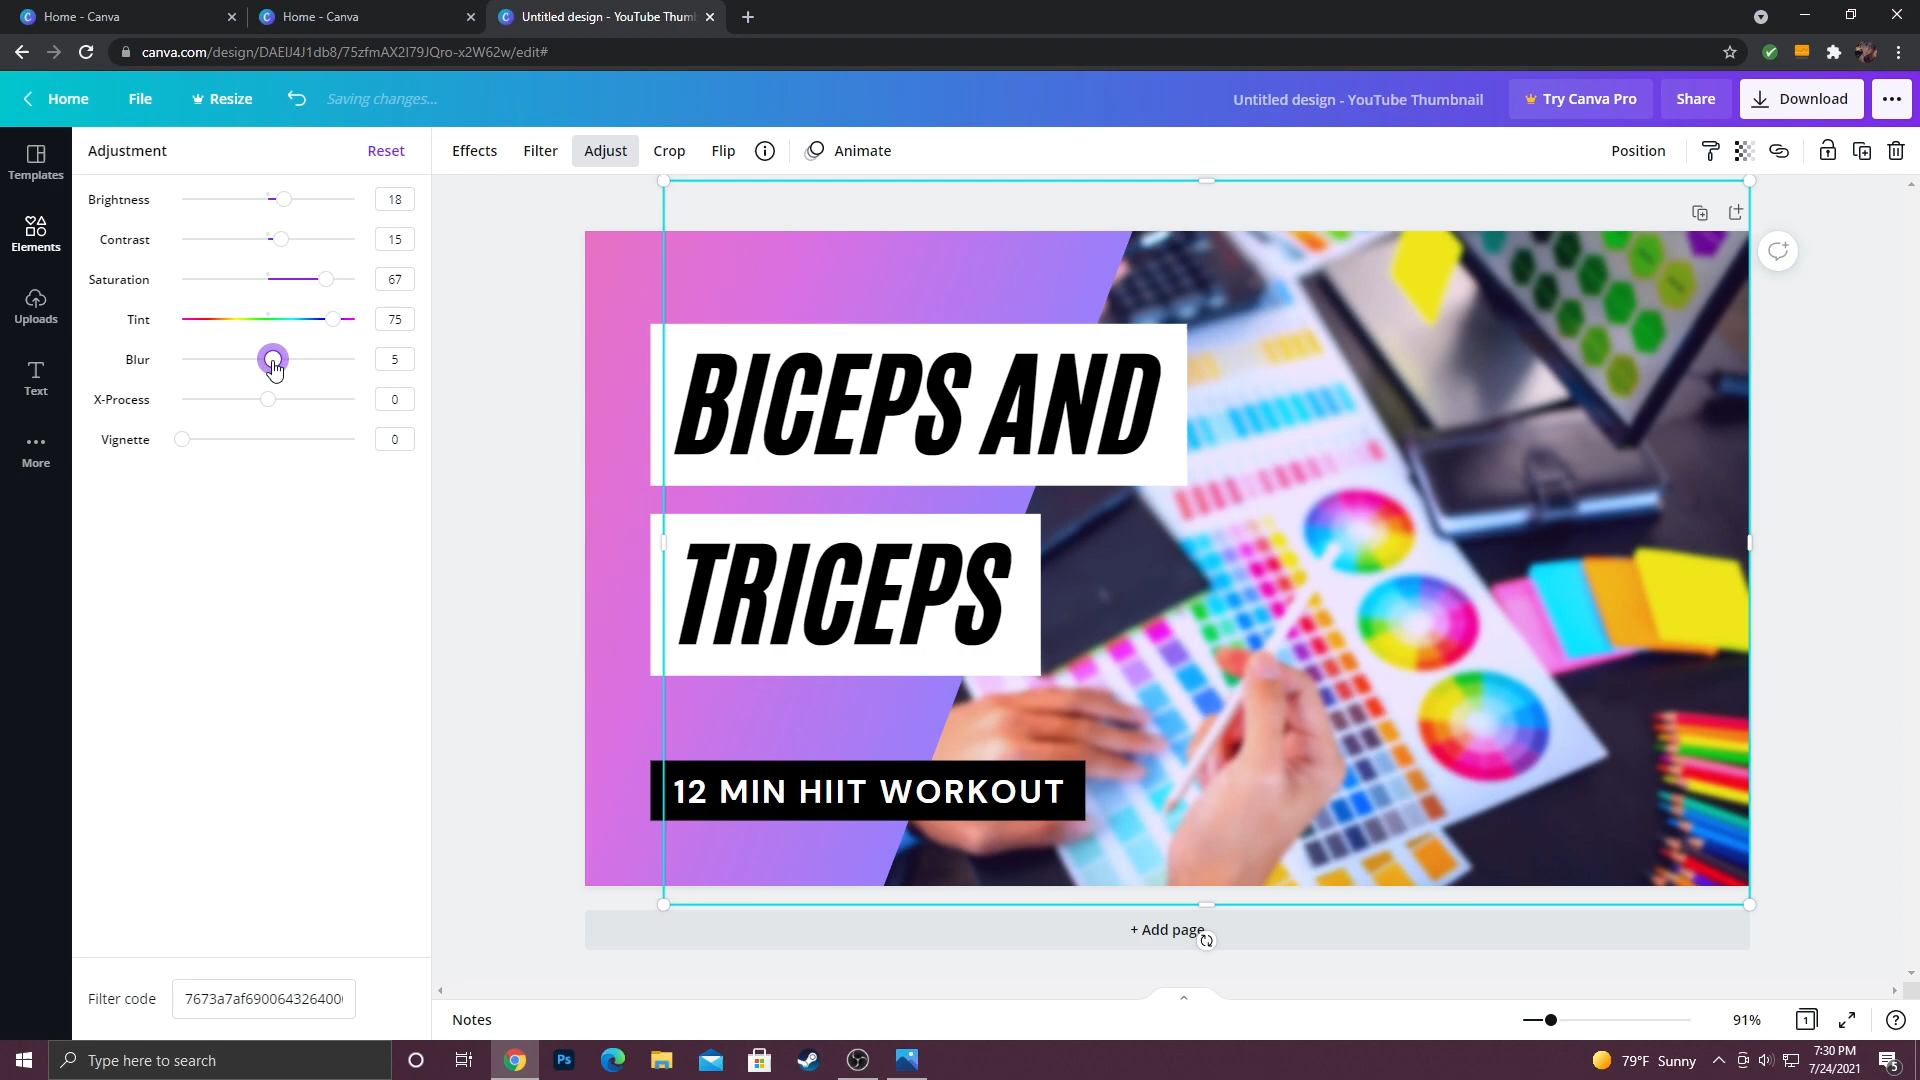 Home - Canva
Home - Canva
Untitled design - YouTube Thum
canva.com/design/DAEIJ4J1db8/75zfmAX2I79JQro-x2W62w/edit#
Home
File
Resize
Saving changes...
Untitled design - YouTube Thumbnail
Try Canva Pro
Share
Download
Templates
Elements
Uploads
Text
More
Adjustment
Reset
Brightness
18
Contrast
15
Saturation
67
Tint
75
Blur
5
X-Process
0
Vignette
0
Filter code
7673a7af690064326400
Effects
Filter
Adjust
Crop
Flip
Animate
Position
BICEPS AND
TRICEPS
12 MIN HIIT WORKOUT
+ Add page
Notes
91%
1
Type here to search
Ps
79°F Sunny
7:30 PM
7/24/2021
5